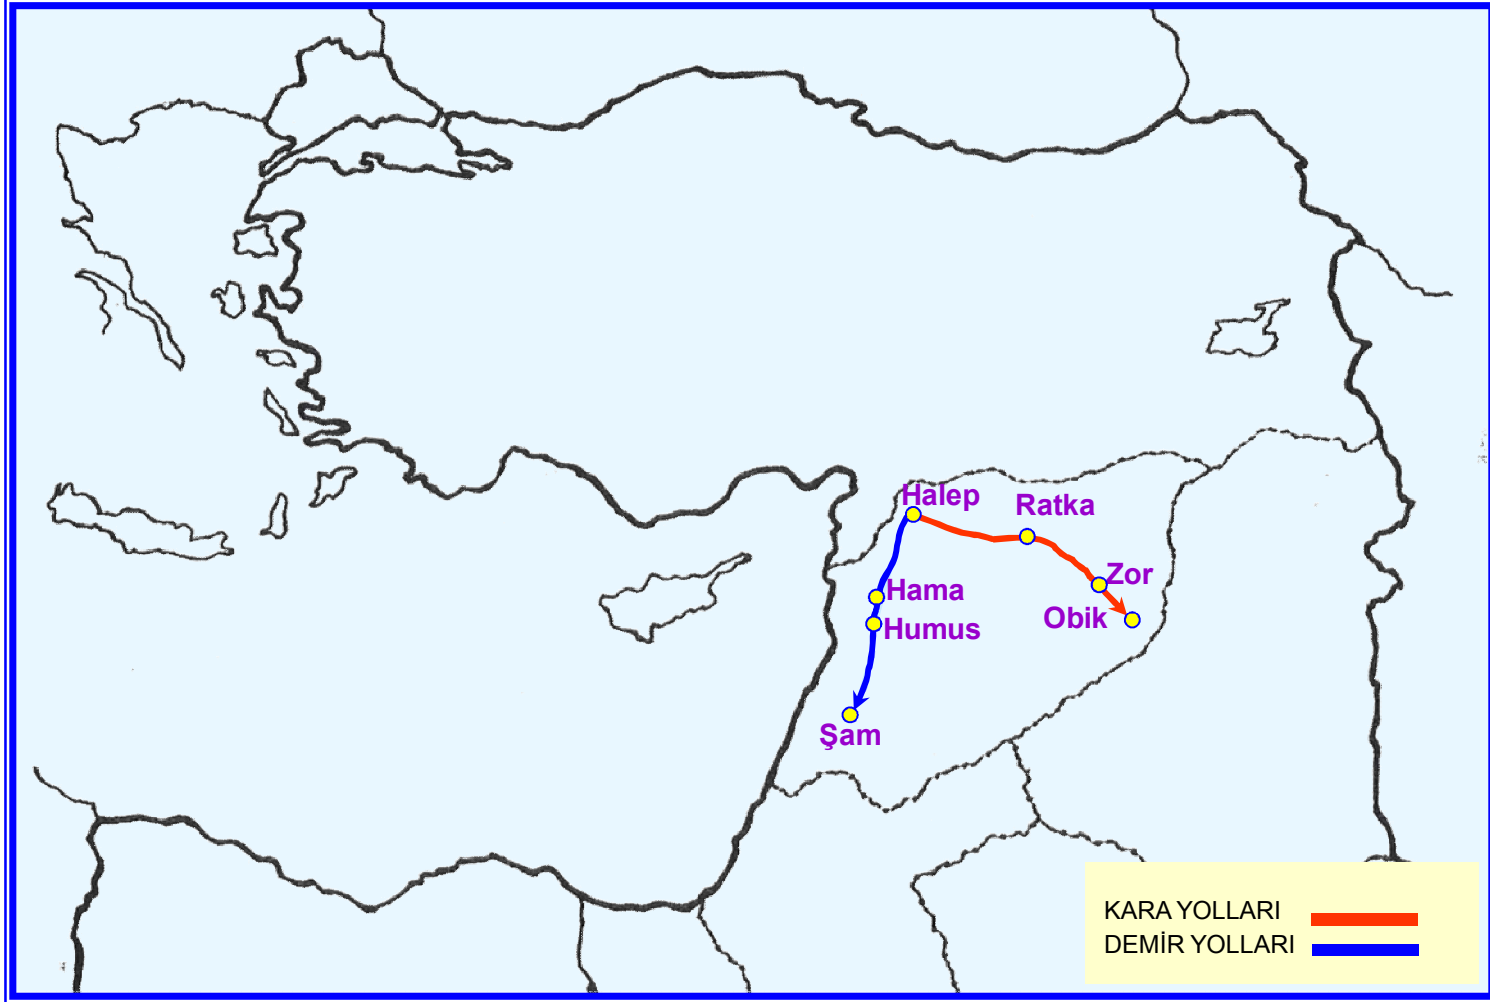 Halep
Ratka
Zor
Hama
Obik
Humus
Şam
KARA YOLLARI
DEMİR YOLLARI